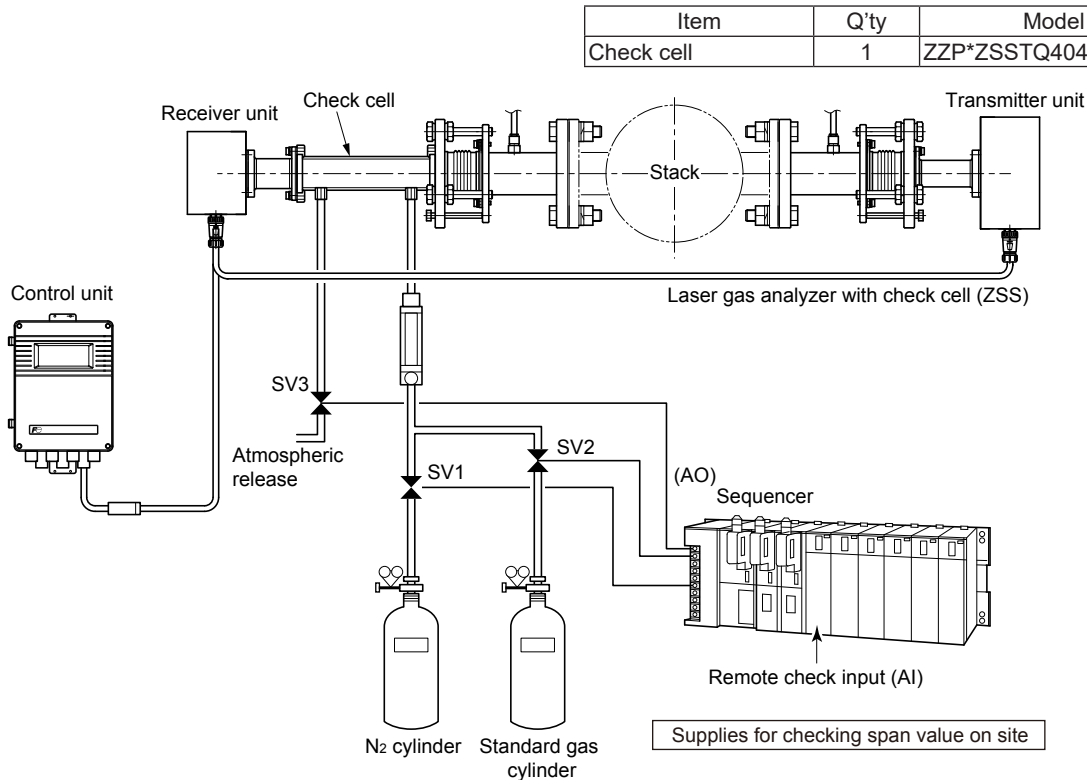 Item Q'ty Model
Check cell 1 ZZP*ZSSTQ404
Receiver unit
Check cell
Transmitter unit
Stack
Control unit
Laser gas analyzer with check cell (ZSS)
SV3
Atmospheric
release
SV1
SV2
(AO)
Sequencer
Remote check input (AI)
N2 cylinder
Standard gas
cylinder
Supplies for checking span value on site